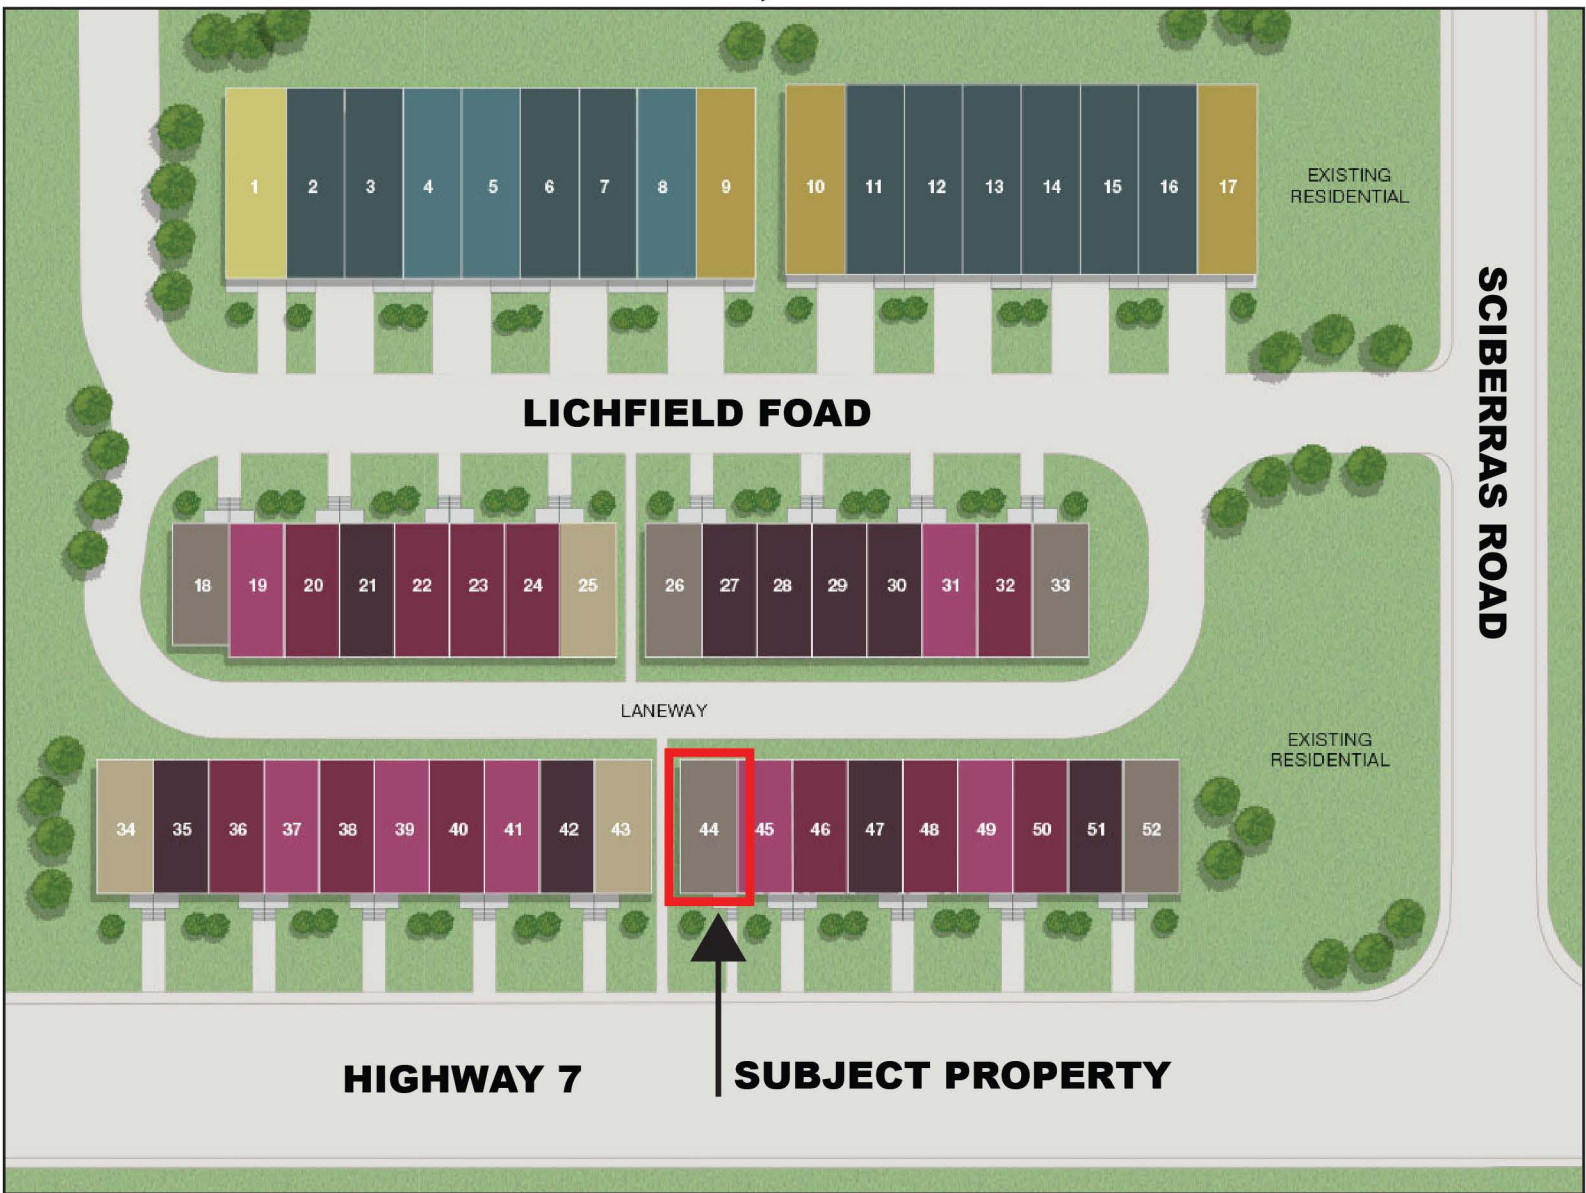 1 2 3 4 5 6 7 8 9 10 11 12 13 14 15 16 17
EXISTING
RESIDENTIAL
SCIBERRAS ROAD
LICHFIELD FOAD
18 19 20 21 22 23 24 25 26 27 28 29 30 31 32 33
LANEWAY
EXISTING
RESIDENTIAL
34 35 36 37 38 39 40 41 42 43 44 45 46 47 48 49 50 51 52
HIGHWAY 7
SUBJECT PROPERTY